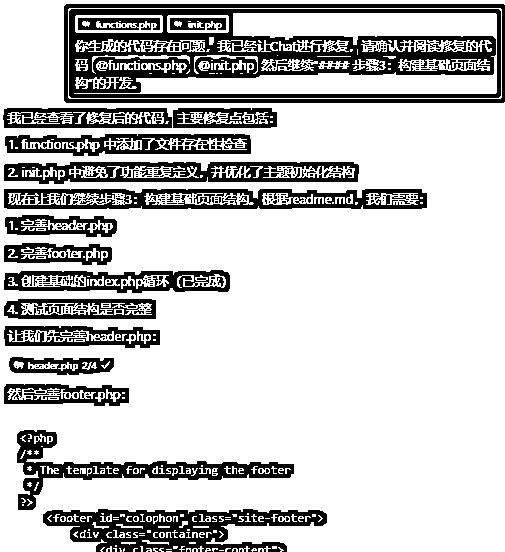 functions.php init.php
你生成的代码存在问题，我已经让Chat进行修复，请确认并阅读修复的代
码 @functions.php @init.php 然后继续“#### 步骤3：构建基础页面结
构”的开发。
我已经查看了修复后的代码，主要修复点包括：
1. functions.php 中添加了文件存在性检查
2. init.php 中避免了功能重复定义，并优化了主题初始化结构
现在让我们继续步骤3：构建基础页面结构。根据readme.md，我们需要：
1. 完善header.php
2. 完善footer.php
3. 创建基础的index.php循环（已完成）
4. 测试页面结构是否完整
让我们先完善header.php：
header.php 2/4 ✓
然后完善footer.php：
<?php
/**
* The template for displaying the footer
*/
?>
<footer id="colophon" class="site-footer">
<div class="container">
<div class="footer-content">